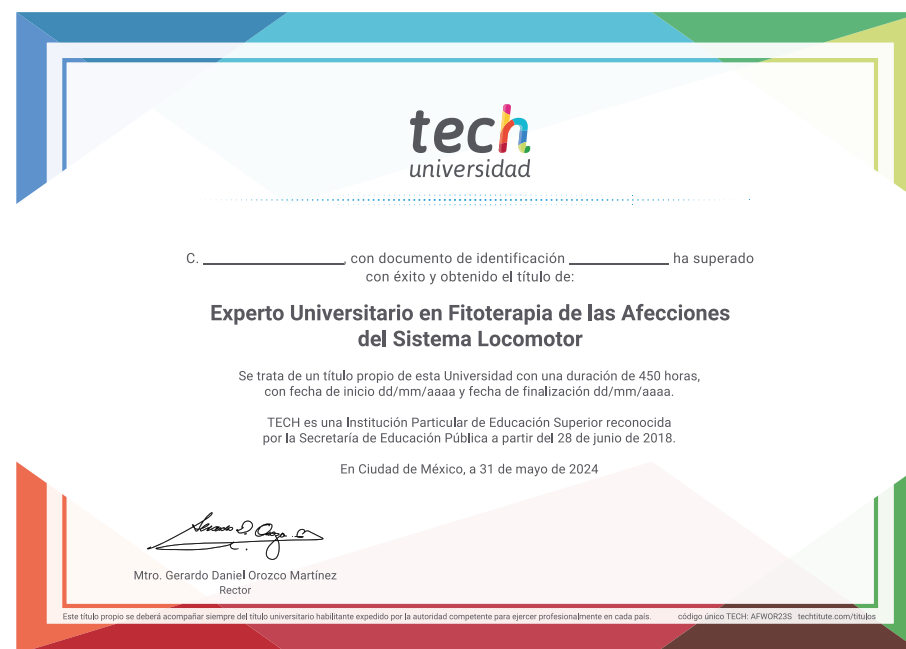 tech
universidad
C. ____________________, con documento de identificación ______________ ha superado
con éxito y obtenido el título de:
Experto Universitario en Fitoterapia de las Afecciones
del Sistema Locomotor
Se trata de un título propio de esta Universidad con una duración de 450 horas,
con fecha de inicio dd/mm/aaaa y fecha de finalización dd/mm/aaaa.
TECH es una Institución Particular de Educación Superior reconocida
por la Secretaría de Educación Pública a partir del 28 de junio de 2018.
En Ciudad de México, a 31 de mayo de 2024
Mtro. Gerardo Daniel Orozco Martínez
Rector
Este título propio se deberá acompañar siempre del título universitario habilitante expedido por la autoridad competente para ejercer profesionalmente en cada país. código único TECH: AFWOR23S techtitute.com/titulos